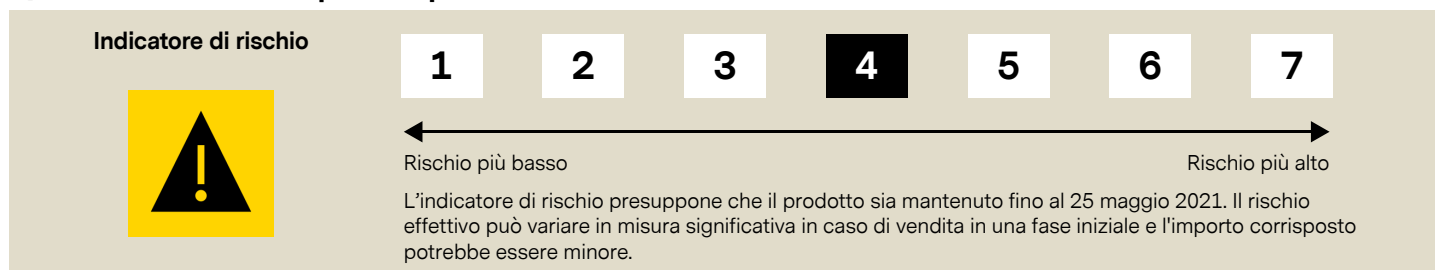 Indicatore di rischio
1 2 3 4 5 6 7
Rischio più basso
Rischio più alto
L'indicatore di rischio presuppone che il prodotto sia mantenuto fino al 25 maggio 2021. Il rischio
effettivo può variare in misura significativa in caso di vendita in una fase iniziale e l'importo corrisposto
potrebbe essere minore.